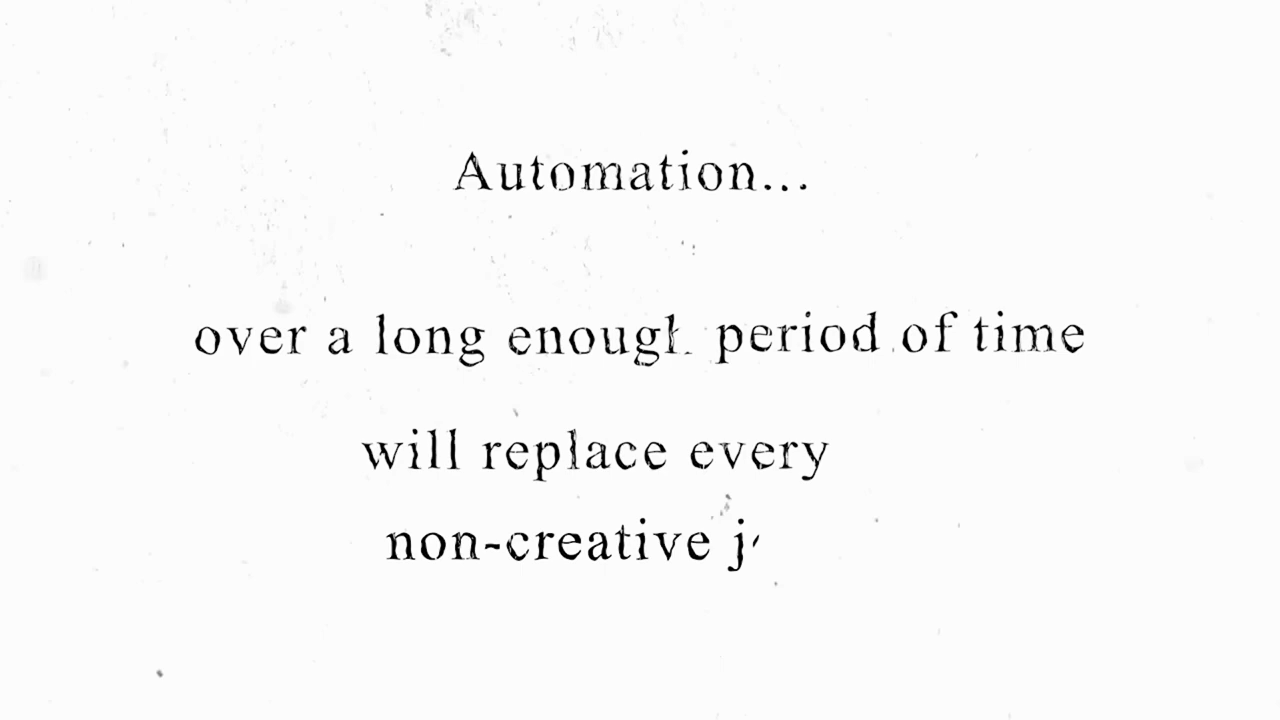 Automation...
over a long enough period of time
will replace every
non-creative j